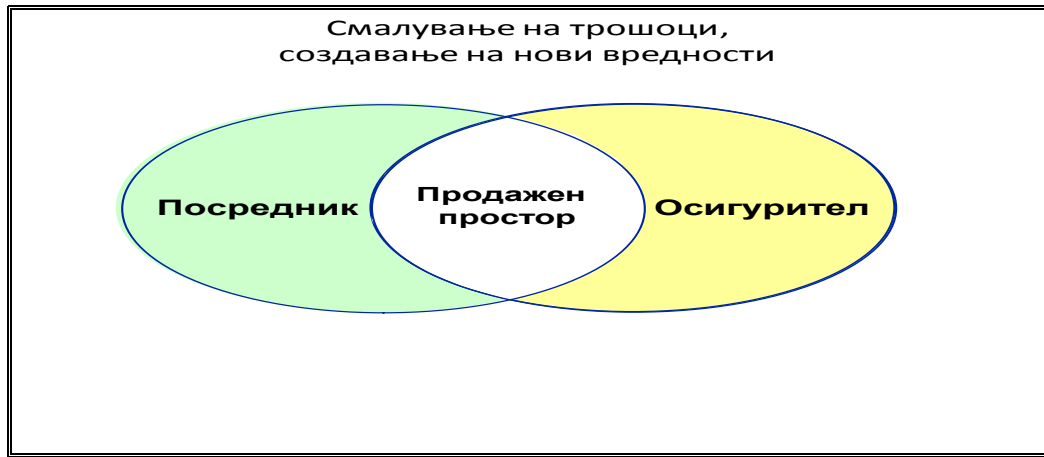 Смалување на трошоци,
создавање на нови вредности
Посредник
Продажен
простор
Осигурител